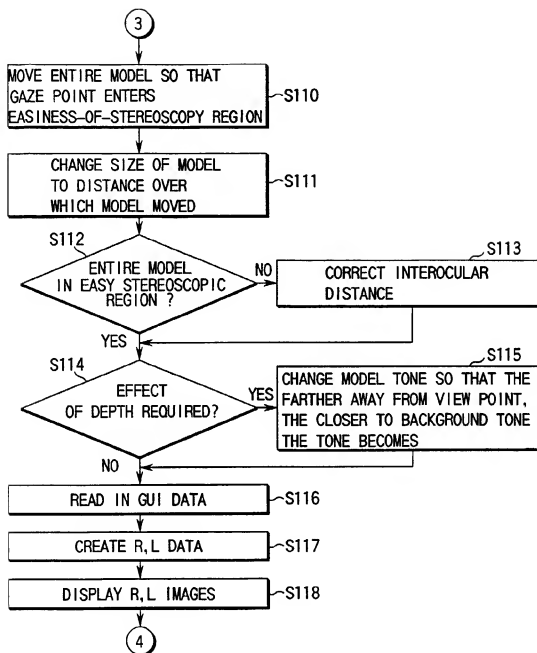 3
MOVE ENTIRE MODEL SO THAT
GAZE POINT ENTERS
EASINESS-OF-STEREOSCOPY REGION
S110
CHANGE SIZE OF MODEL
TO DISTANCE OVER
WHICH MODEL MOVED
S111
S112
ENTIRE MODEL
IN EASY STEREOSCOPIC
REGION ?
NO
S113
CORRECT INTEROCULAR
DISTANCE
YES
S114
EFFECT
OF DEPTH REQUIRED?
YES
S115
CHANGE MODEL TONE SO THAT THE
FARTHER AWAY FROM VIEW POINT,
THE CLOSER TO BACKGROUND TONE
THE TONE BECOMES
NO
READ IN GUI DATA
S116
CREATE R,L DATA
S117
DISPLAY R,L IMAGES
S118
4